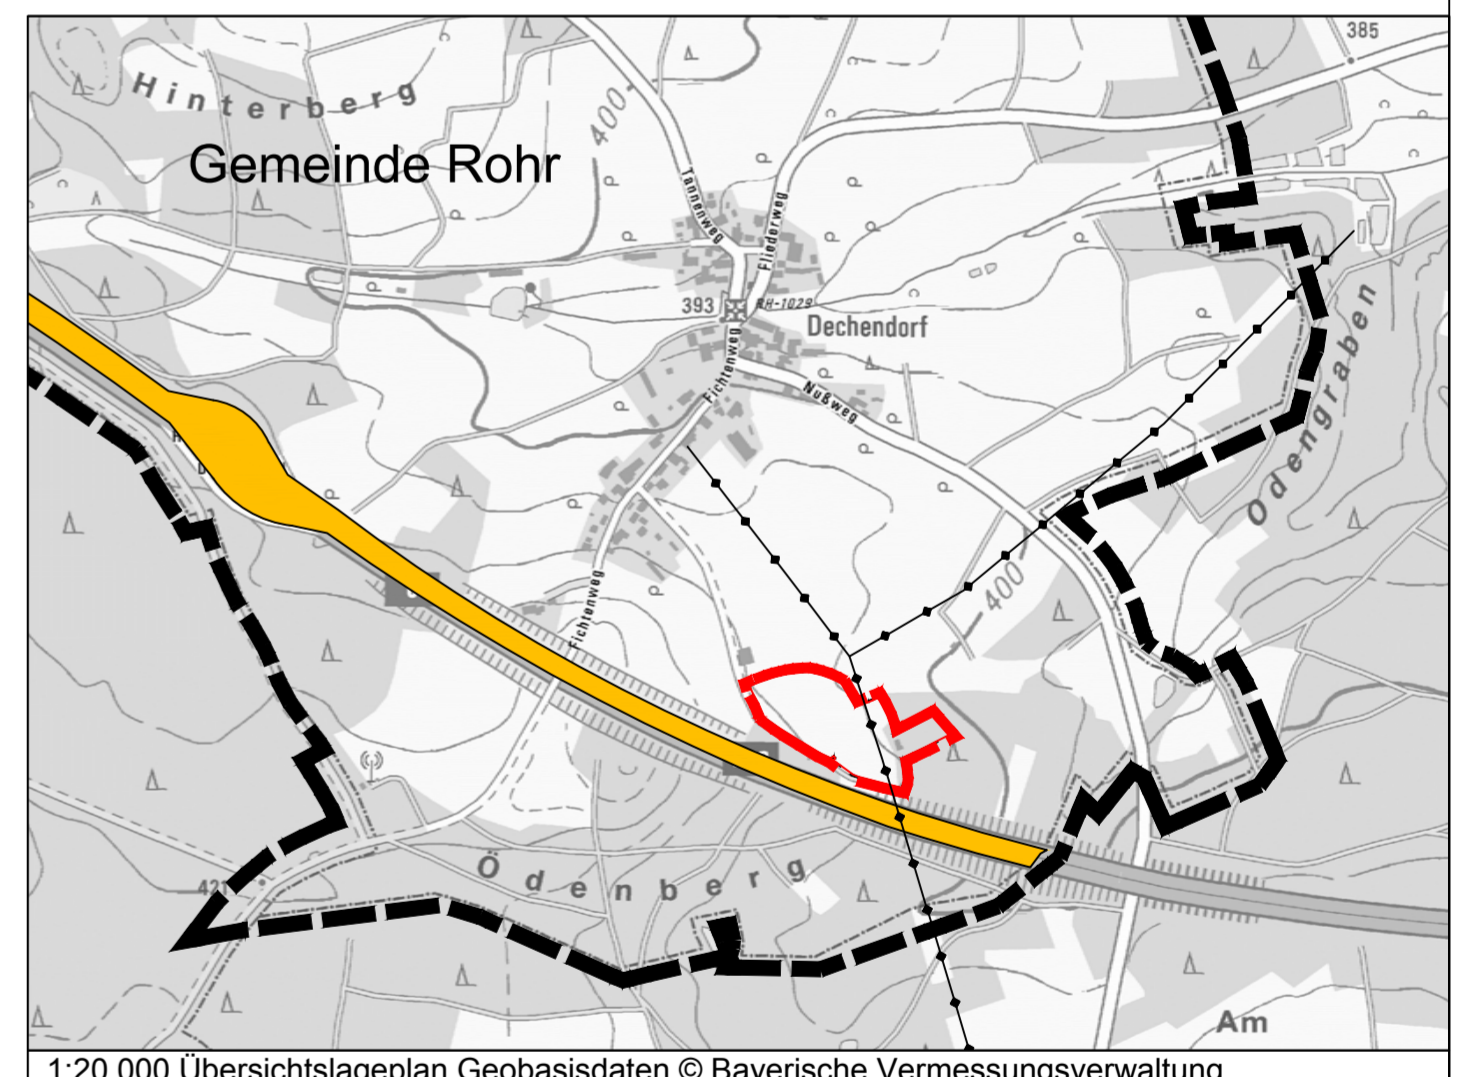 385
Hinterberg
400
Gemeinde Rohr
Tannenweg
Fliederweg
393
RH-1029
Dechendorf
Fichtenweg
Nußweg
Odengraben
400
Fichtenweg
Ödenberg
421
Am
1:20 000 Übersichtslageplan Geobasisdaten © Bayerische Vermessungsverwaltung